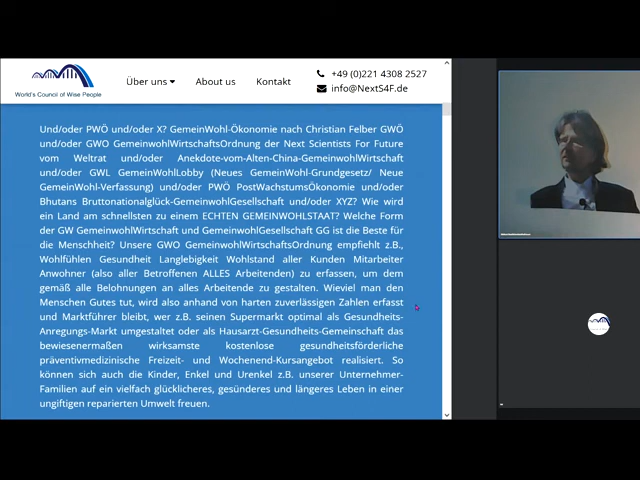 World's Council of Wise People
Über uns
About us
Kontakt
+49 (0)221 4308 2527
info@NextS4F.de
Und/oder PWÖ und/oder X? GemeinWohl-Ökonomie nach Christian Felber GWÖ
und/oder GWO GemeinwohlWirtschaftsOrdnung der Next Scientists For Future
vom Weltrat und/oder Anekdote-vom-Alten-China-GemeinwohlWirtschaft
und/oder GWL GemeinWohlLobby (Neues GemeinWohl-Grundgesetz/ Neue
GemeinWohl-Verfassung) und/oder PWÖ PostWachstumsÖkonomie und/oder
Bhutans Bruttonationalglück-GemeinwohlGesellschaft und/oder XYZ? Wie wird
ein Land am schnellsten zu einem ECHTEN GEMEINWOHLSTAAT? Welche Form
der GW GemeinwohlWirtschaft und GemeinwohlGesellschaft GG ist die Beste für
die Menschheit? Unsere GWO GemeinwohlWirtschaftsOrdnung empfiehlt z.B.,
Wohlfühlen Gesundheit Langlebigkeit Wohlstand aller Kunden Mitarbeiter
Anwohner (also aller Betroffenen ALLES Arbeitenden) zu erfassen, um dem
gemäß alle Belohnungen an alles Arbeitende zu gestalten. Wieviel man den
Menschen Gutes tut, wird also anhand von harten zuverlässigen Zahlen erfasst
und Marktführer bleibt, wer z.B. seinen Supermarkt optimal als Gesundheits-
Anregungs-Markt umgestaltet oder als Hausarzt-Gesundheits-Gemeinschaft das
bewiesenermaßen wirksamste kostenlose gesundheitsförderliche
präventivmedizinische Freizeit- und Wochenend-Kursangebot realisiert. So
können sich auch die Kinder, Enkel und Urenkel z.B. unserer Unternehmer-
Familien auf ein vielfach glücklicheres, gesünderes und längeres Leben in einer
ungiftigen reparierten Umwelt freuen.